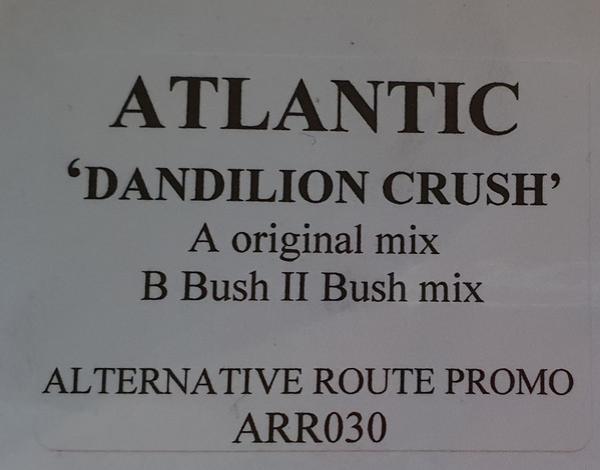 ATLANTIC
‘DANDILION CRUSH’
A original mix
B Bush II Bush mix
ALTERNATIVE ROUTE PROMO
ARR030